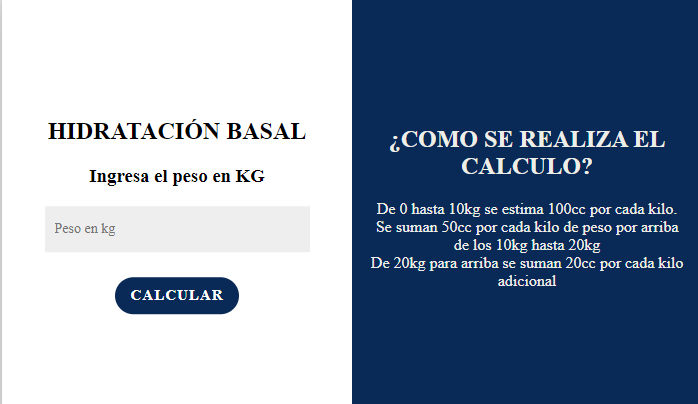 HIDRATACIÓN BASAL
Ingresa el peso en KG
Peso en kg
CALCULAR
¿COMO SE REALIZA EL
CALCULO?
De 0 hasta 10kg se estima 100cc por cada kilo.
Se suman 50cc por cada kilo de peso por arriba
de los 10kg hasta 20kg
De 20kg para arriba se suman 20cc por cada kilo
adicional